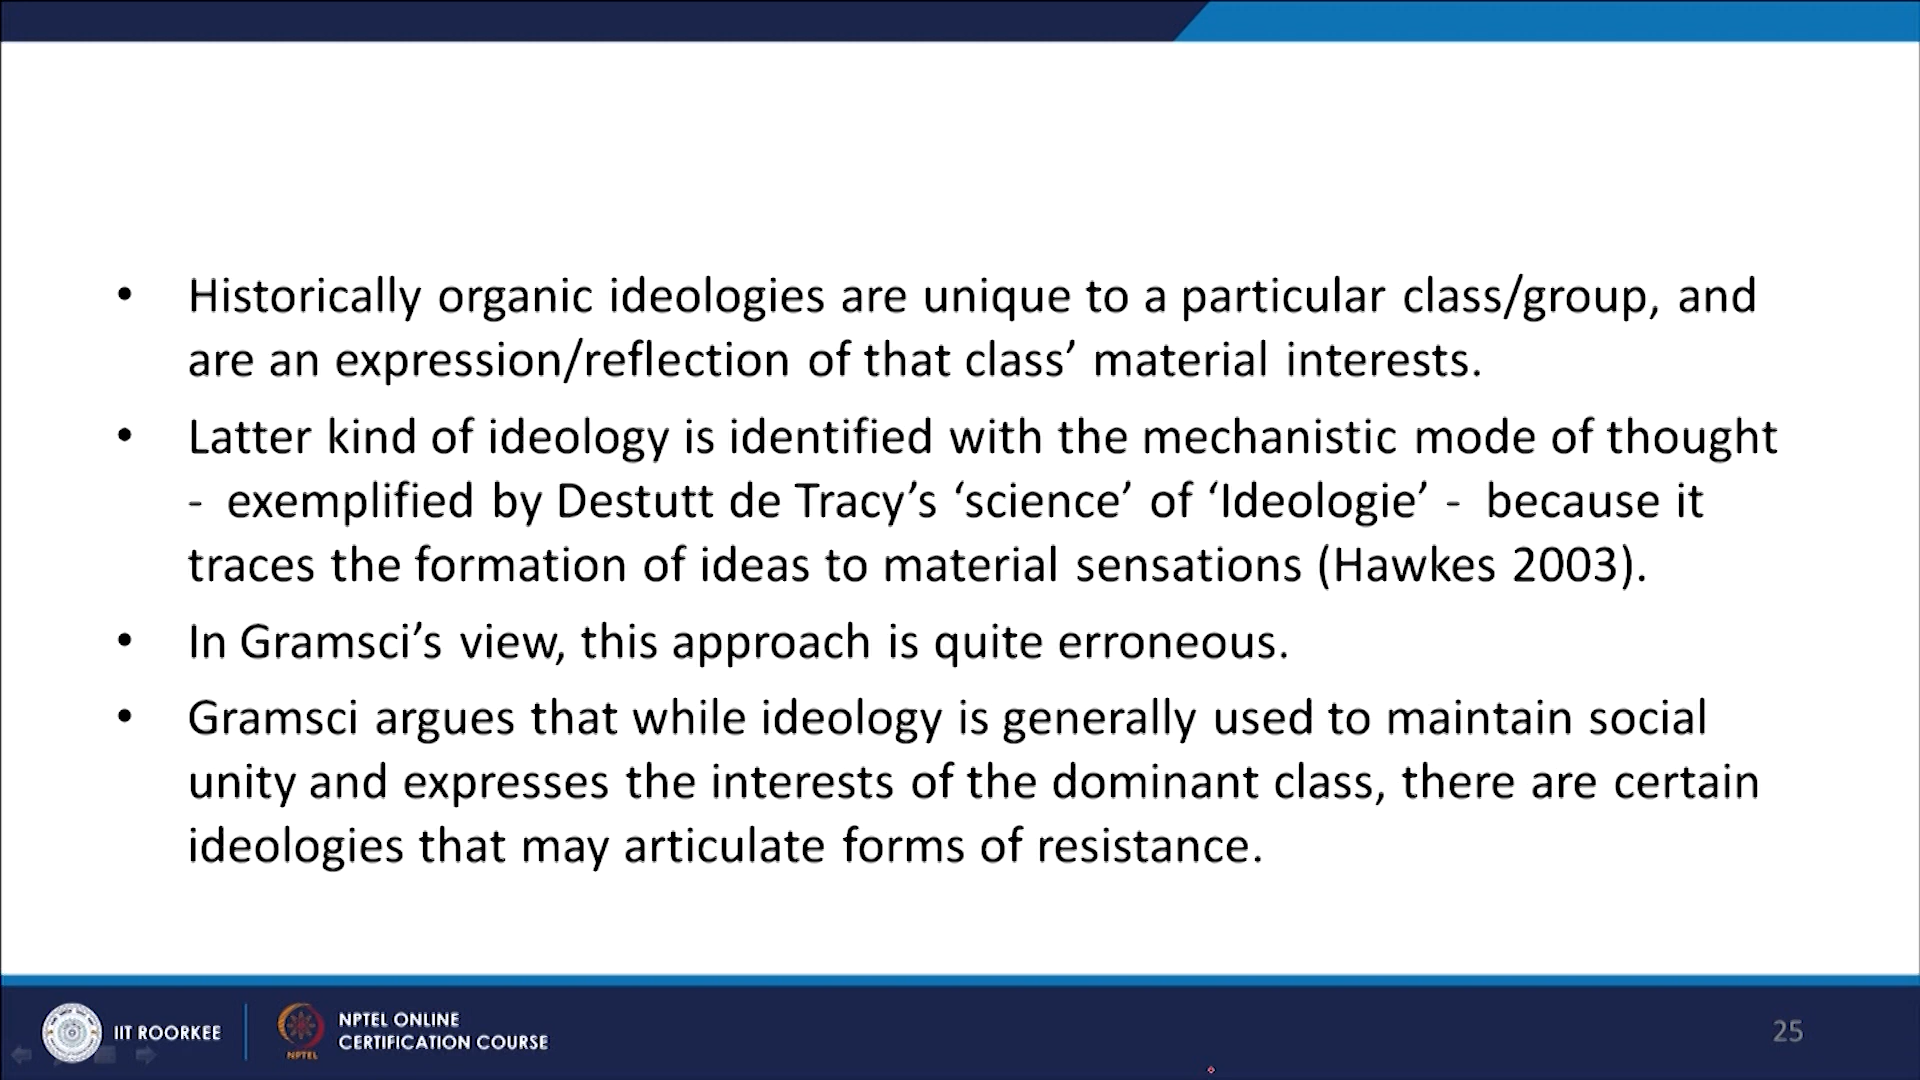 • Historically organic ideologies are unique to a particular class/group, and
are an expression/reflection of that class’ material interests.
• Latter kind of ideology is identified with the mechanistic mode of thought
- exemplified by Destutt de Tracy’s ‘science’ of ‘Ideologie’ - because it
traces the formation of ideas to material sensations (Hawkes 2003).
• In Gramsci’s view, this approach is quite erroneous.
• Gramsci argues that while ideology is generally used to maintain social
unity and expresses the interests of the dominant class, there are certain
ideologies that may articulate forms of resistance.
IIT ROORKEE
NPTEL
NPTEL ONLINE
CERTIFICATION COURSE
25